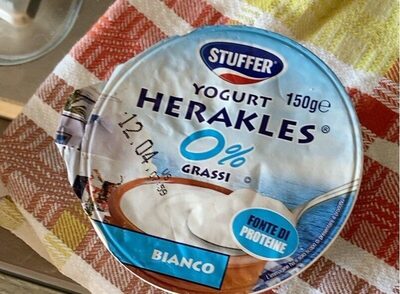 STUFFER®
YOGURT 150g℮
HERAKLES®
0%
GRASSI
12.04
FONTE DI
PROTEINE
BIANCO